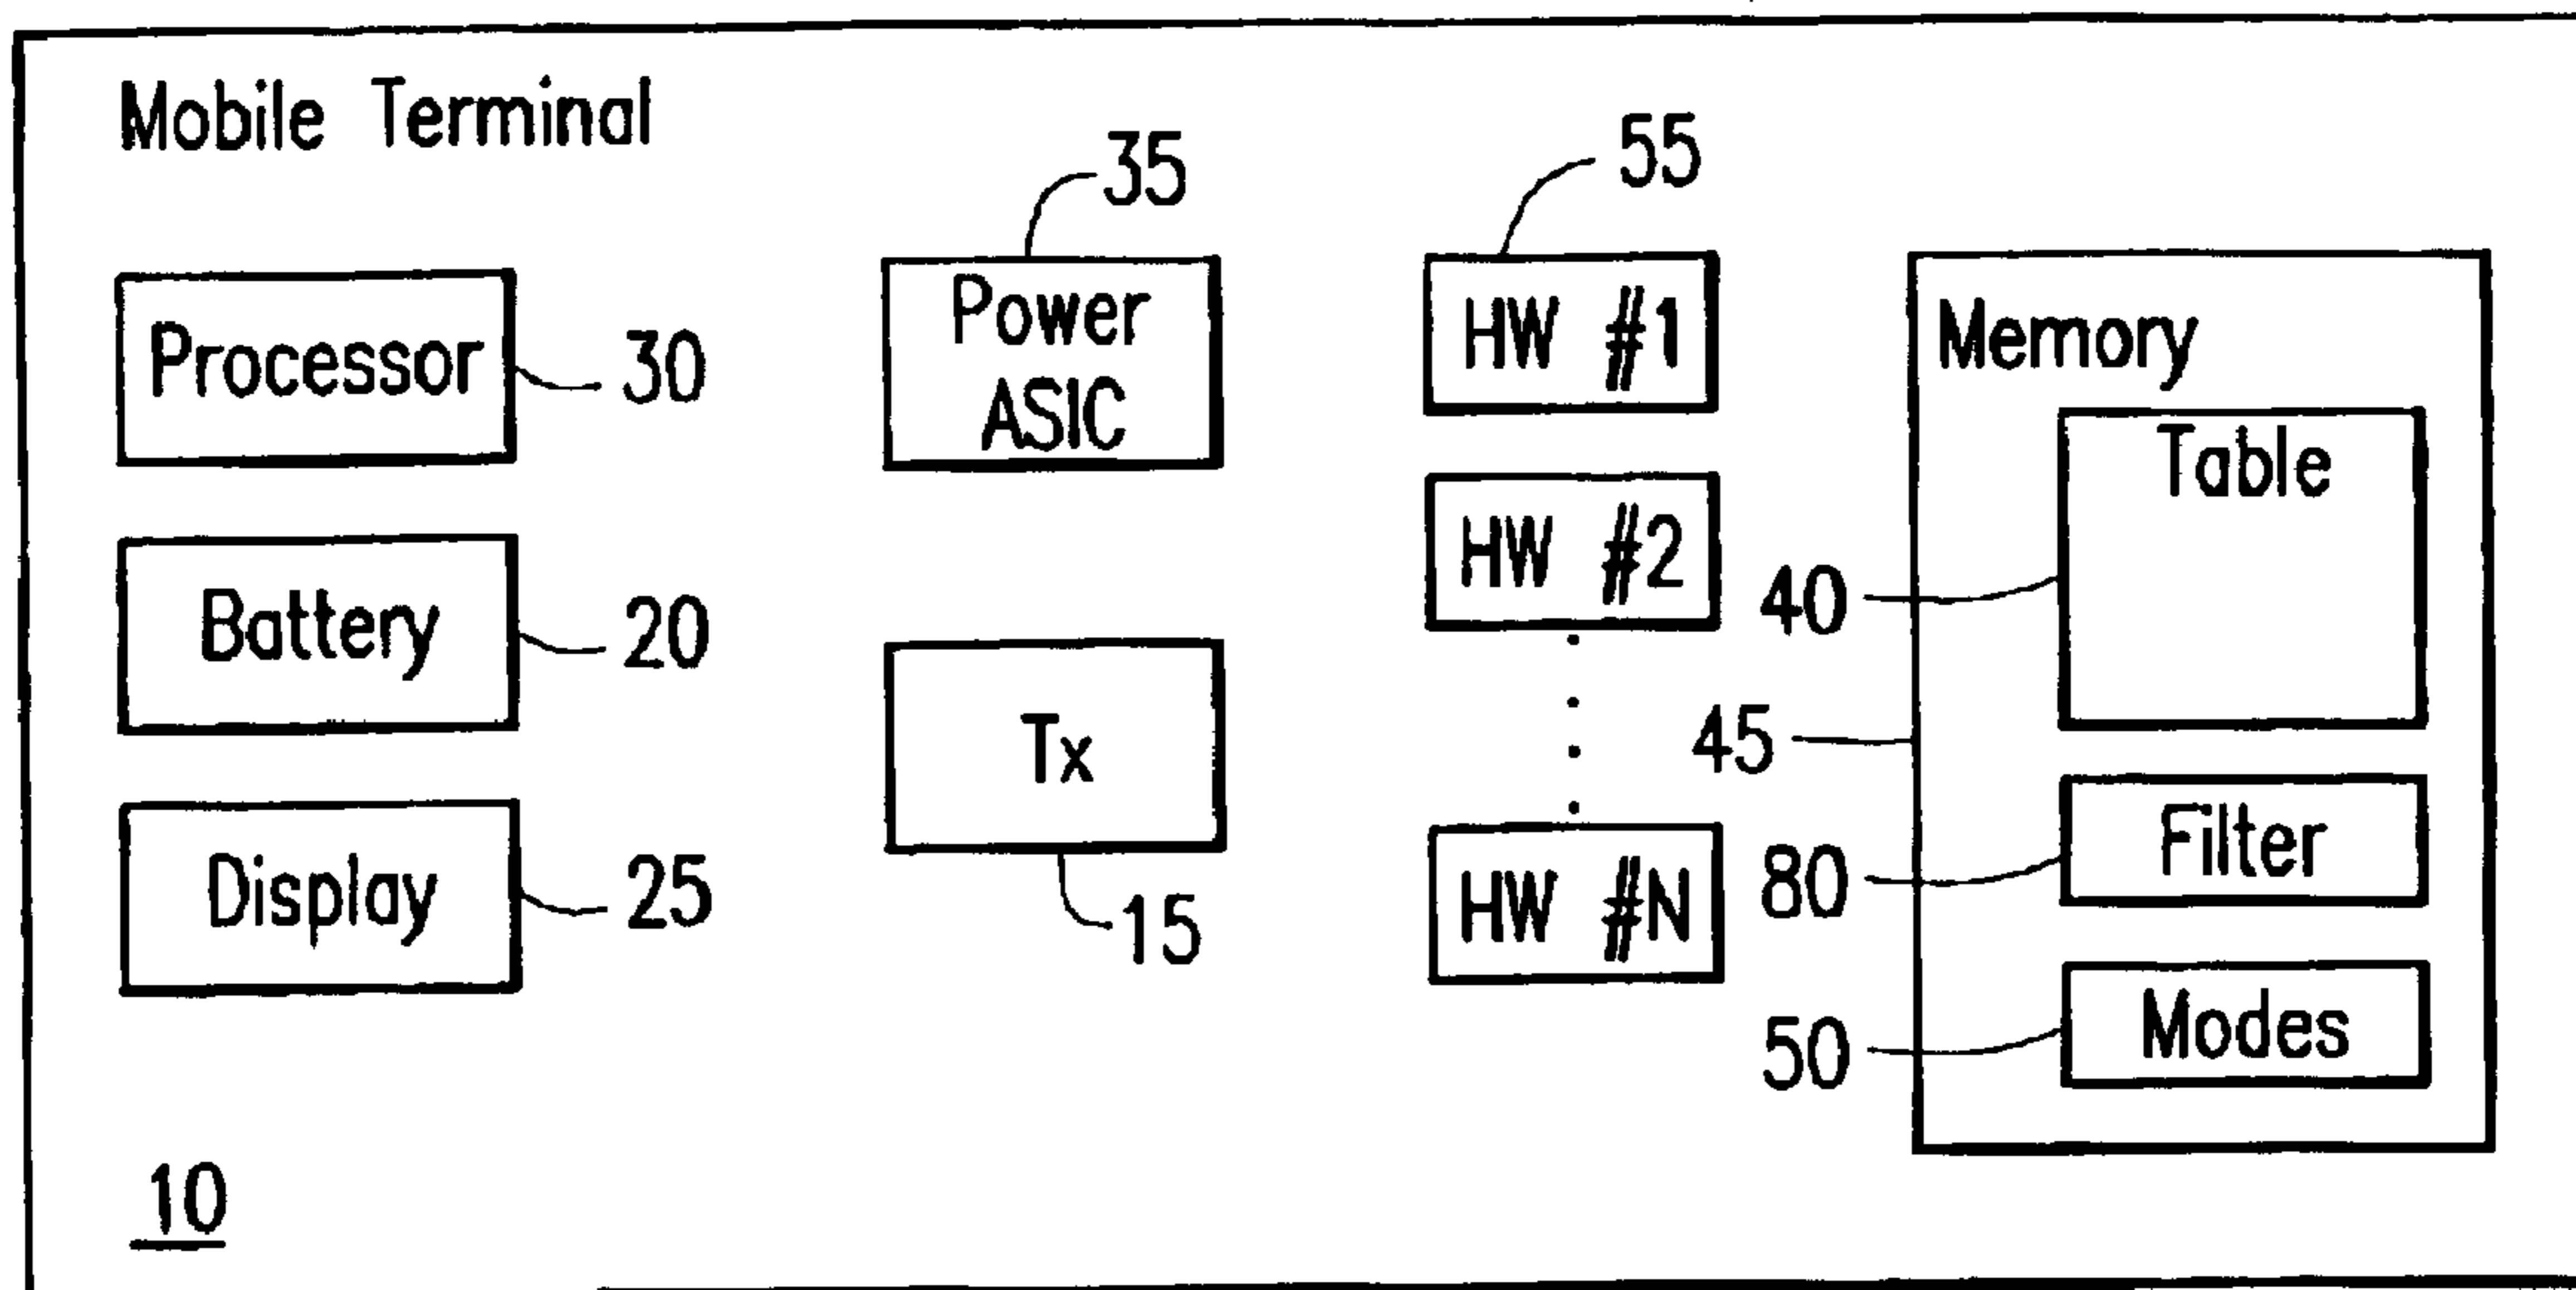 Mobile Terminal
Processor
30
Battery
20
Display
25
10
35
Power
ASIC
Tx
15
55
HW #1
HW #2
HW #N
Memory
Table
40
45
Filter
80
Modes
50